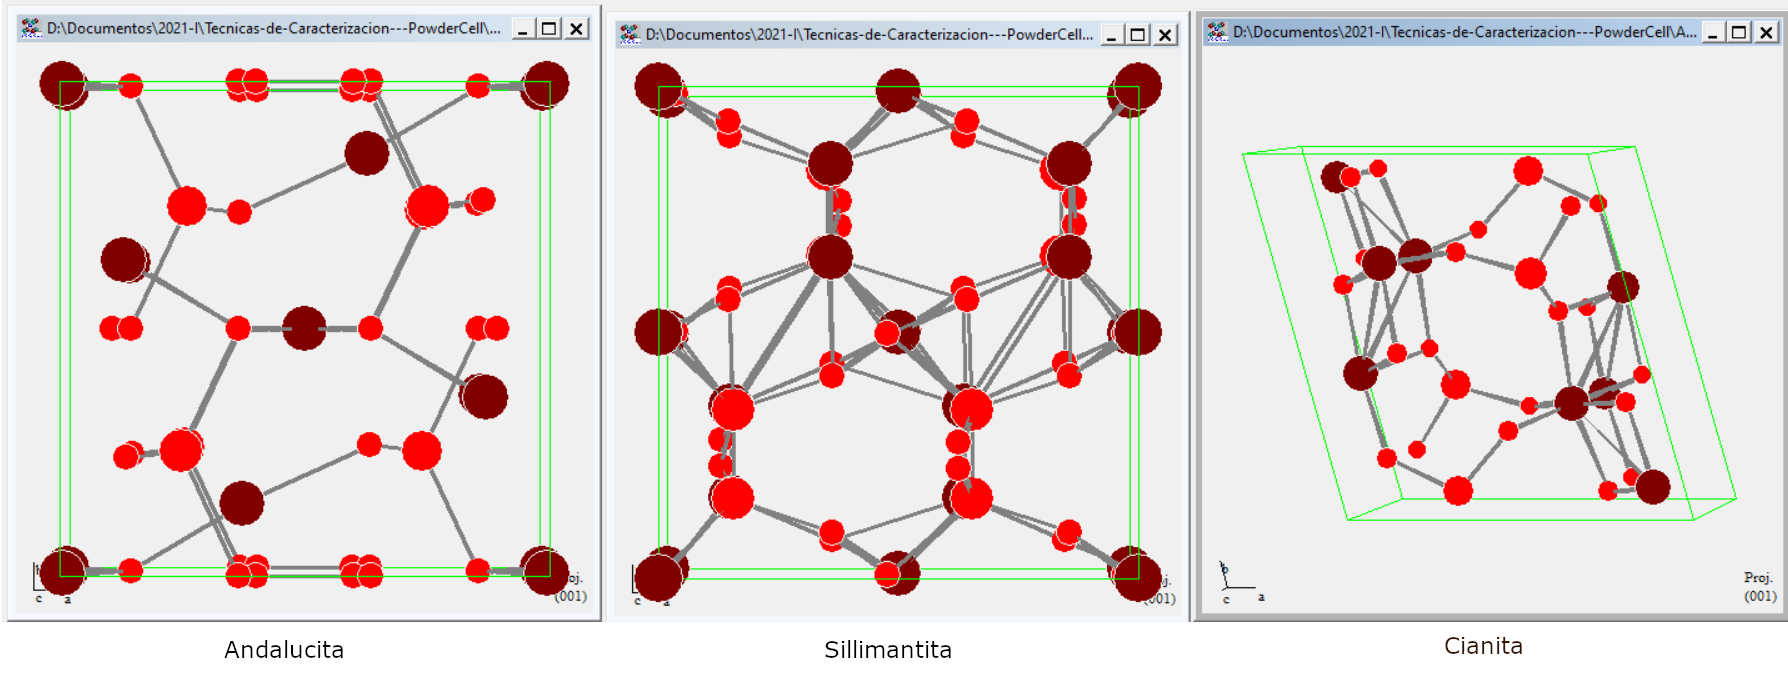 D:\Documentos\2021-I\Tecnicas-de-Caracterizacion---PowderCell\...
D:\Documentos\2021-I\Tecnicas-de-Caracterizacion---PowderCell...
D:\Documentos\2021-I\Tecnicas-de-Caracterizacion---PowderCell\A...
c a
oj.
(001)
c a
j.
001)
b
c a
Proj.
(001)
Andalucita
Sillimantita
Cianita